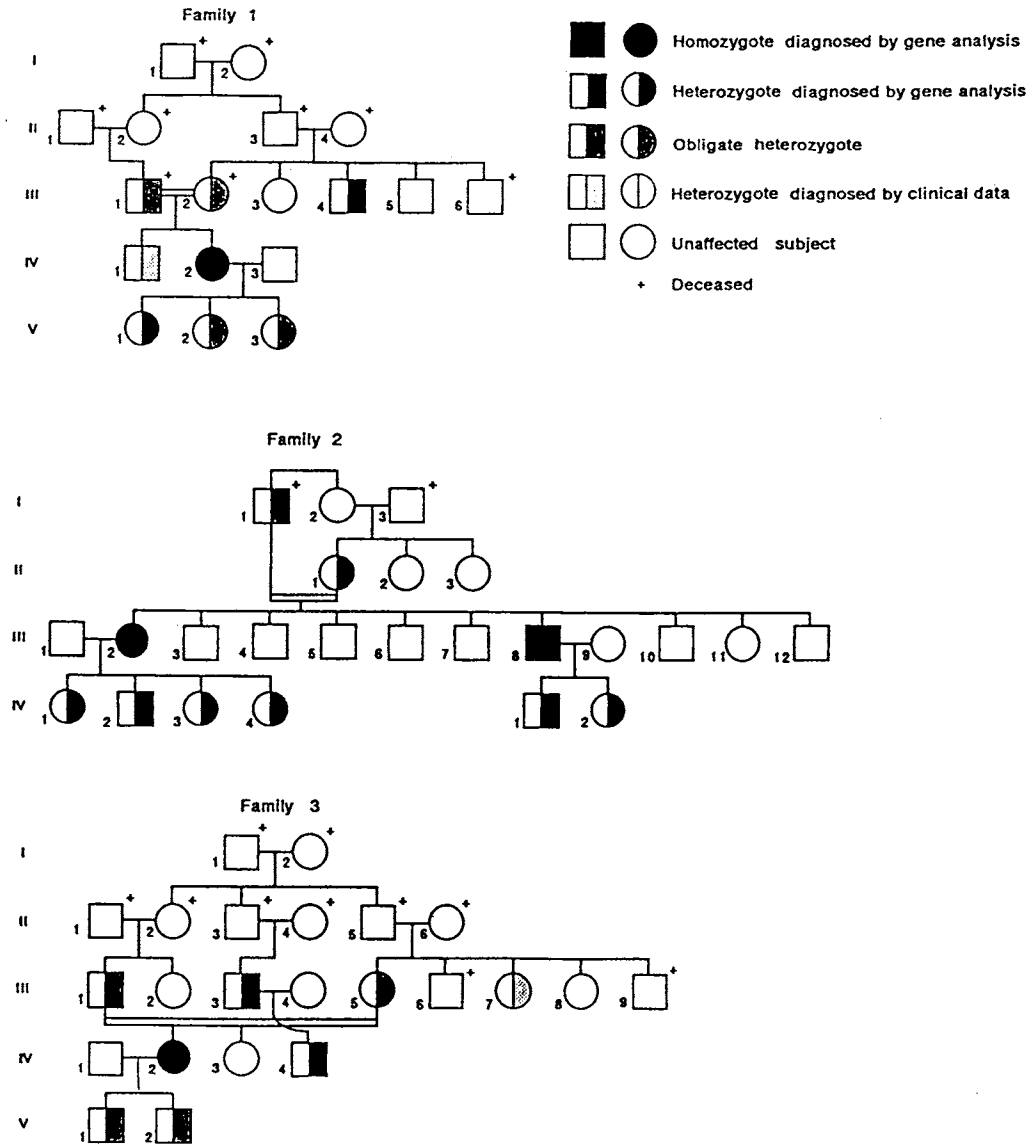 Family 1
Homozygote diagnosed by gene analysis
Heterozygote diagnosed by gene analysis
Obligate heterozygote
Heterozygote diagnosed by clinical data
Unaffected subject
+ Deceased
I
1 + 2 +
II
1 + 2 + 3 + 4 +
III
1 + 2 + 3 4 5 6 +
IV
1 2 3
V
1 2 3
Family 2
I
1 + 2 3 +
II
1 2 3
III
1 2 3 4 5 6 7 8 9 10 11 12
IV
1 2 3 4 1 2
Family 3
I
1 + 2 +
II
1 + 2 + 3 + 4 + 5 + 6 +
III
1 2 3 4 5 6 + 7 8 9 +
IV
1 2 3 4
V
1 2